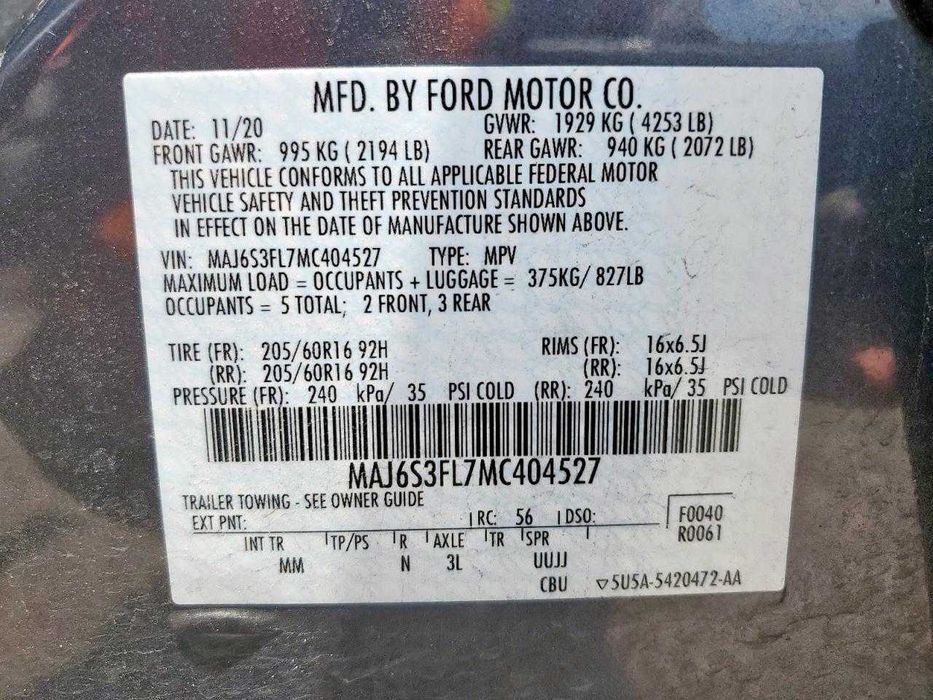 MFD. BY FORD MOTOR CO.
DATE: 11/20 GVWR: 1929 KG ( 4253 LB)
FRONT GAWR: 995 KG ( 2194 LB) REAR GAWR: 940 KG ( 2072 LB)
THIS VEHICLE CONFORMS TO ALL APPLICABLE FEDERAL MOTOR
VEHICLE SAFETY AND THEFT PREVENTION STANDARDS
IN EFFECT ON THE DATE OF MANUFACTURE SHOWN ABOVE.
VIN: MAJ6S3FL7MC404527 TYPE: MPV
MAXIMUM LOAD = OCCUPANTS + LUGGAGE = 375KG/ 827LB
OCCUPANTS = 5 TOTAL; 2 FRONT, 3 REAR
TIRE (FR): 205/60R16 92H RIMS (FR): 16x6.5J
(RR): 205/60R16 92H (RR): 16x6.5J
PRESSURE (FR): 240 kPa/ 35 PSI COLD (RR): 240 kPa/ 35 PSI COLD
MAJ6S3FL7MC404527
TRAILER TOWING - SEE OWNER GUIDE
EXT PNT: RC: 56 DSO: F0040
R0061
INT TR TP/PS R AXLE TR SPR
MM N 3L UUJJ
CBU ▽5U5A-5420472-AA